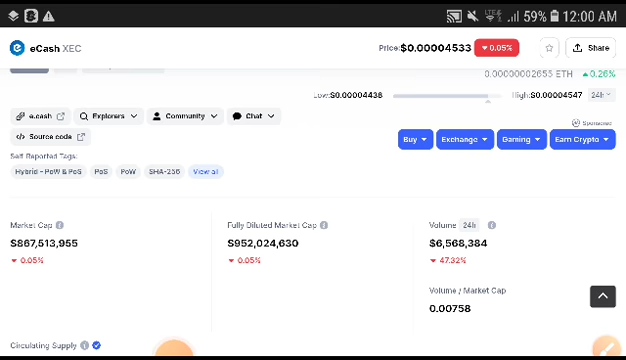 LTE 59% 12:00 AM
eCash XEC Price: $0.00004533 ▾ 0.05% Share
0.00000002655 ETH ▴ 0.26%
Low: $0.00004438 High: $0.00004547 24h
e.cash Explorers Community Chat
Sponsored
Source code
Buy Exchange Gaming Earn Crypto
Self Reported Tags:
Hybrid - PoW & PoS PoS PoW SHA-256 View all
Market Cap Fully Diluted Market Cap Volume 24h
$867,513,955 $952,024,630 $6,568,384
▾ 0.05% ▾ 0.05% ▾ 47.32%
Volume / Market Cap
0.00758
Circulating Supply